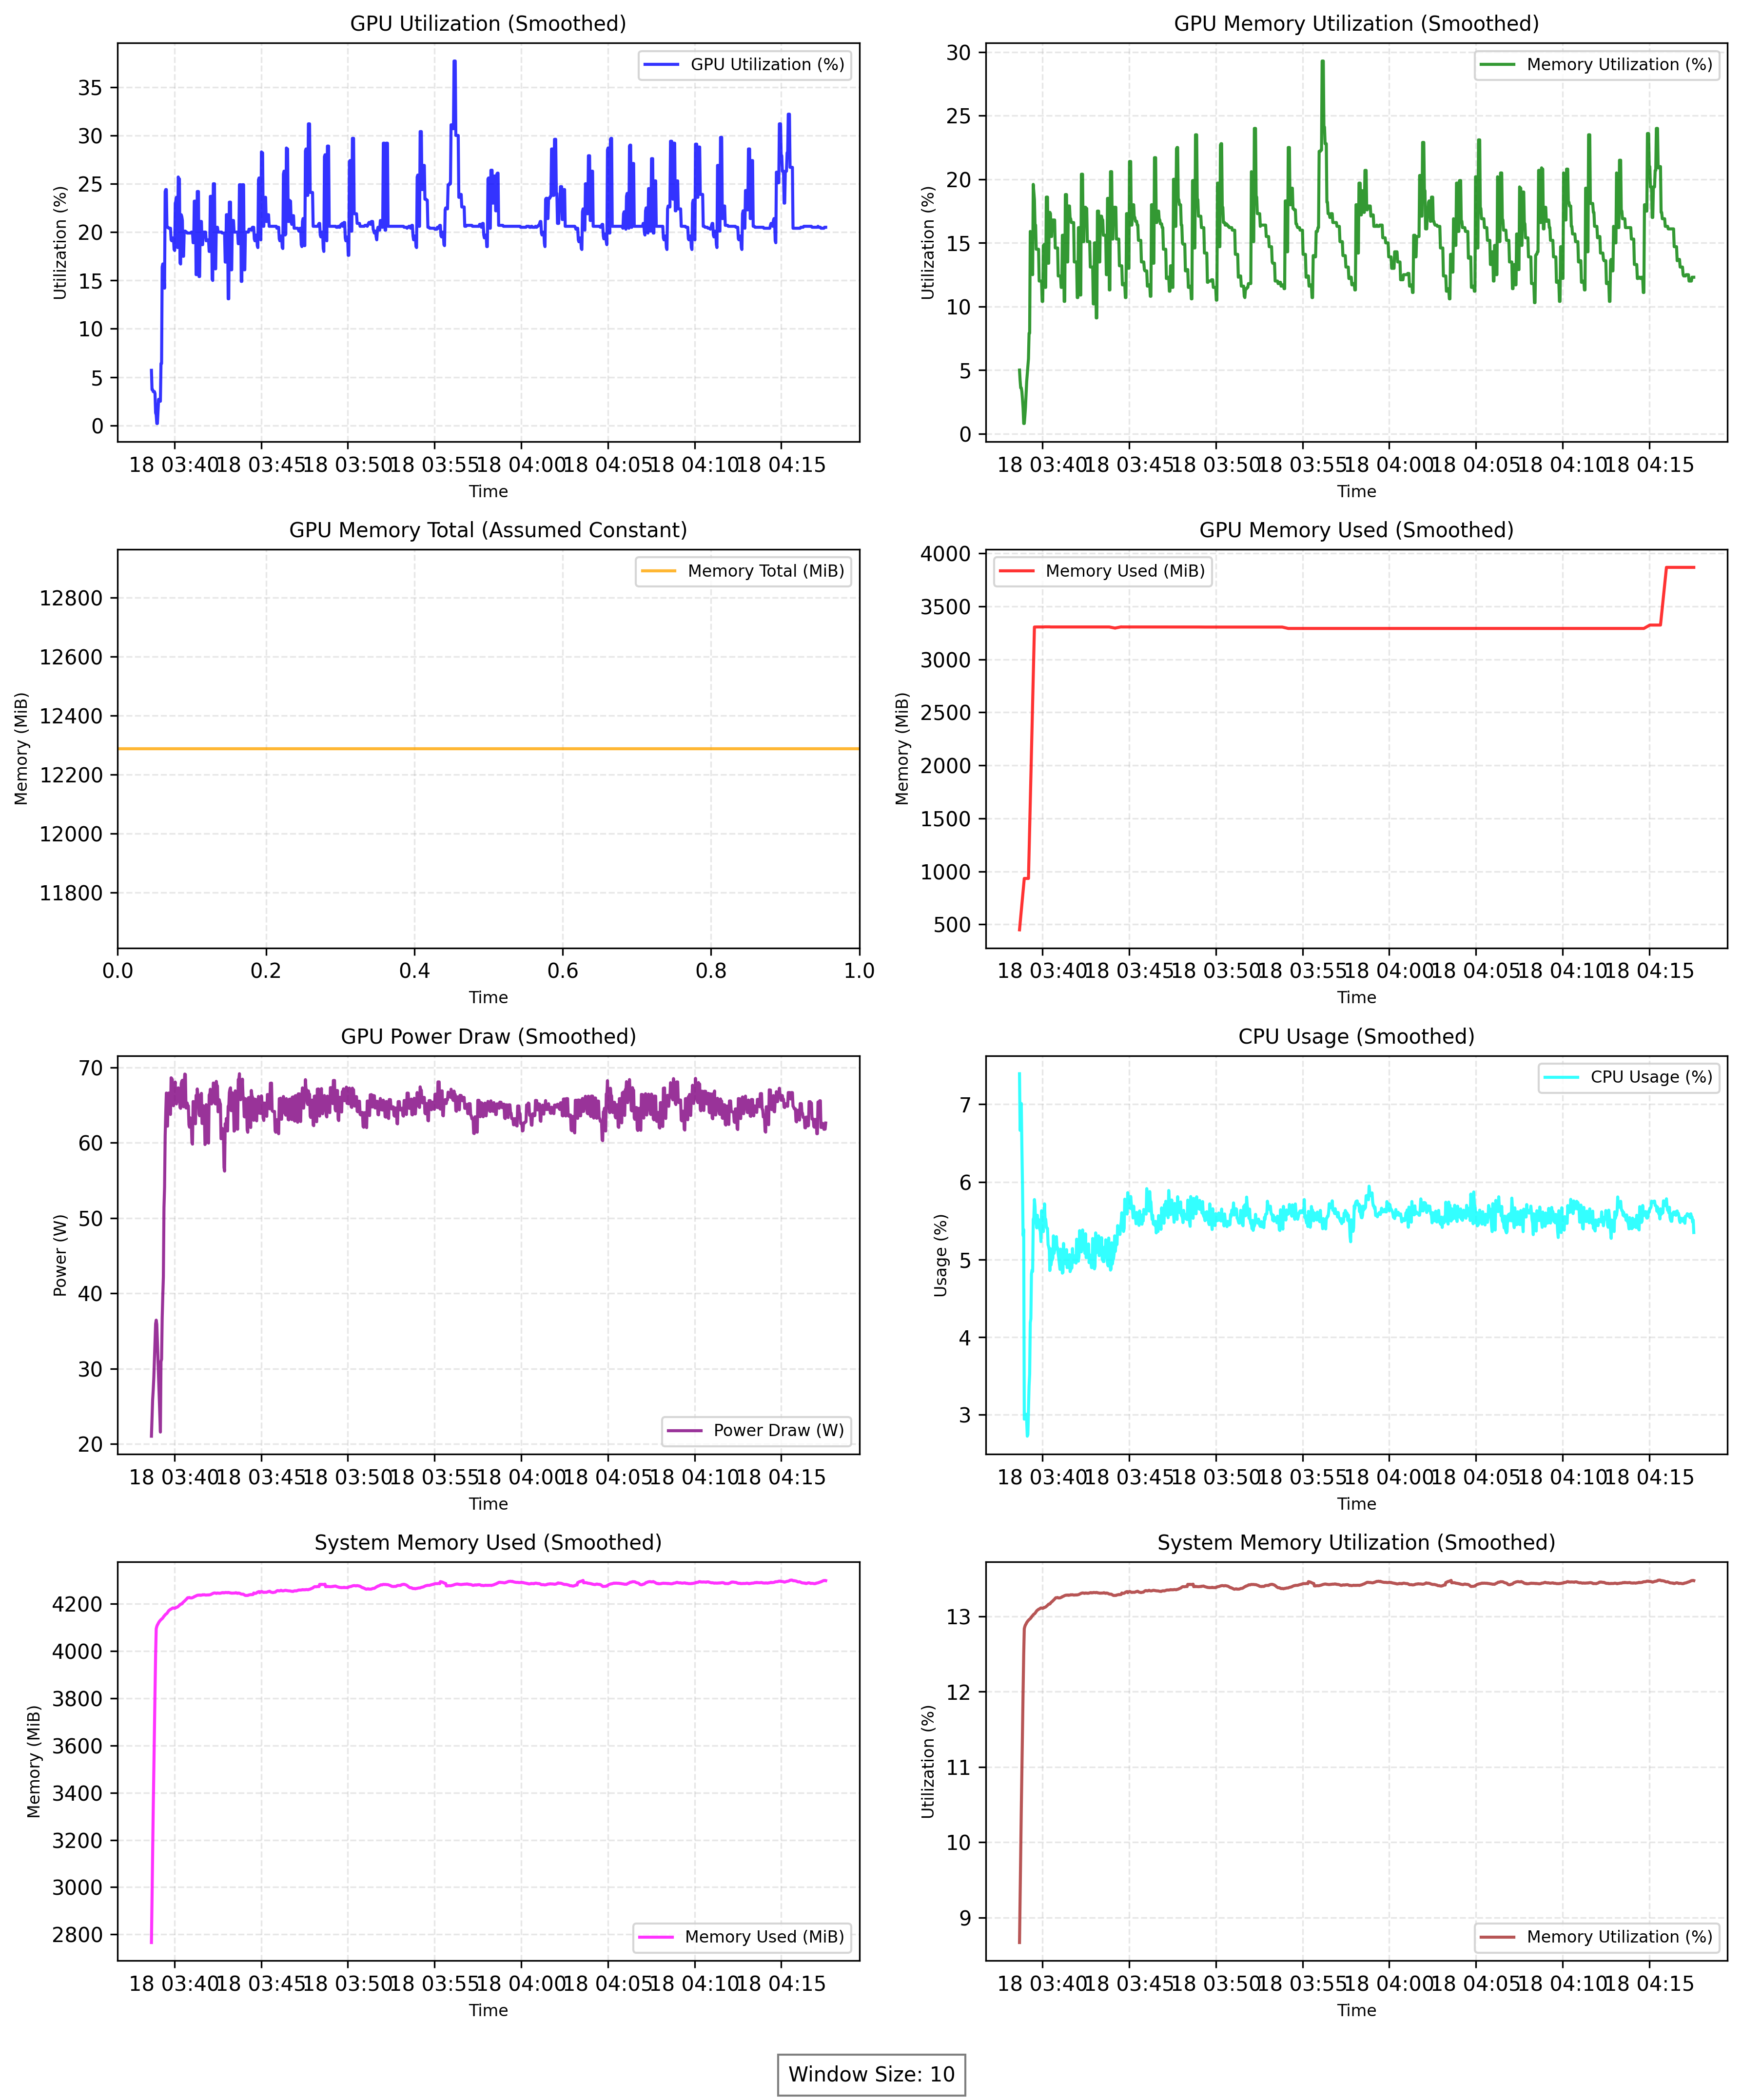 GPU Utilization (Smoothed)
GPU Utilization (%)
Utilization (%)
35
30
25
20
15
10
5
0
18 03:40 18 03:45 18 03:50 18 03:55 18 04:00 18 04:05 18 04:10 18 04:15
Time
GPU Memory Utilization (Smoothed)
Memory Utilization (%)
Utilization (%)
30
25
20
15
10
5
0
18 03:40 18 03:45 18 03:50 18 03:55 18 04:00 18 04:05 18 04:10 18 04:15
Time
GPU Memory Total (Assumed Constant)
Memory Total (MiB)
Memory (MiB)
12800
12600
12400
12200
12000
11800
0.0 0.2 0.4 0.6 0.8 1.0
Time
GPU Memory Used (Smoothed)
Memory Used (MiB)
Memory (MiB)
4000
3500
3000
2500
2000
1500
1000
500
18 03:40 18 03:45 18 03:50 18 03:55 18 04:00 18 04:05 18 04:10 18 04:15
Time
GPU Power Draw (Smoothed)
Power Draw (W)
Power (W)
70
60
50
40
30
20
18 03:40 18 03:45 18 03:50 18 03:55 18 04:00 18 04:05 18 04:10 18 04:15
Time
CPU Usage (Smoothed)
CPU Usage (%)
Usage (%)
7
6
5
4
3
18 03:40 18 03:45 18 03:50 18 03:55 18 04:00 18 04:05 18 04:10 18 04:15
Time
System Memory Used (Smoothed)
Memory Used (MiB)
Memory (MiB)
4200
4000
3800
3600
3400
3200
3000
2800
18 03:40 18 03:45 18 03:50 18 03:55 18 04:00 18 04:05 18 04:10 18 04:15
Time
System Memory Utilization (Smoothed)
Memory Utilization (%)
Utilization (%)
13
12
11
10
9
18 03:40 18 03:45 18 03:50 18 03:55 18 04:00 18 04:05 18 04:10 18 04:15
Time
Window Size: 10